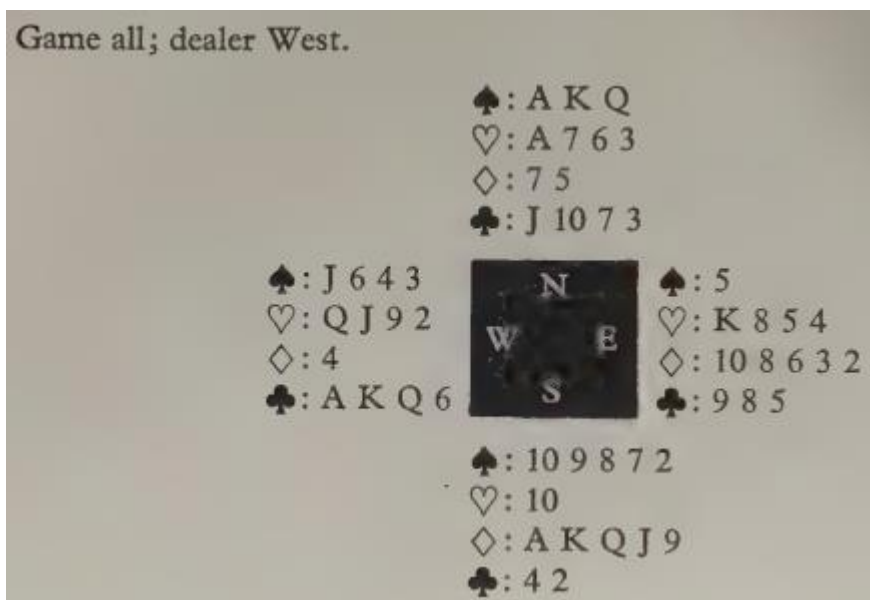 Game all; dealer West.
♠: A K Q
♡: A 7 6 3
♢: 7 5
♣: J 10 7 3
♠: J 6 4 3
♡: Q J 9 2
♢: 4
♣: A K Q 6
N
W E
S
♠: 5
♡: K 8 5 4
♢: 10 8 6 3 2
♣: 9 8 5
♠: 10 9 8 7 2
♡: 10
♢: A K Q J 9
♣: 4 2